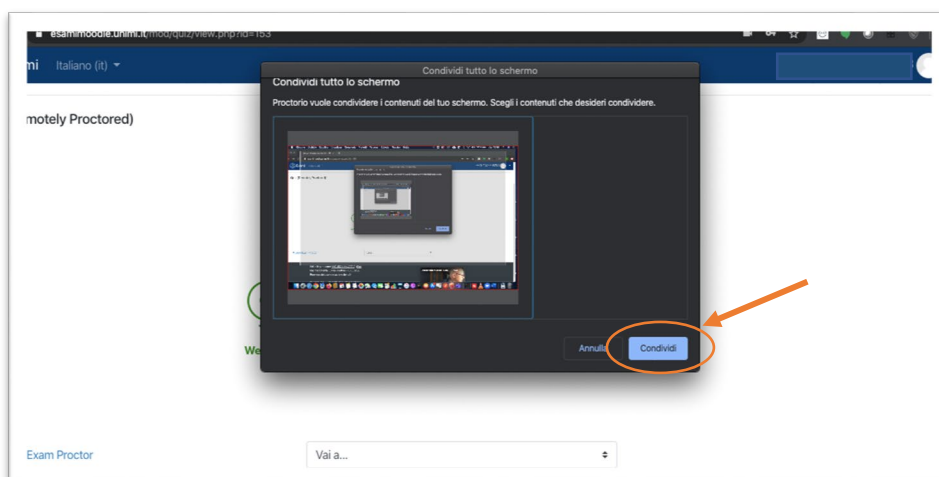 esamimoodle.unimi.it/mod/quiz/view.php?id=153
mi Italiano (it)
Condividi tutto lo schermo
Condividi tutto lo schermo
Proctorio vuole condividere i contenuti del tuo schermo. Scegli i contenuti che desideri condividere.
motely Proctored)
Annulla Condividi
We
Exam Proctor Vai a...